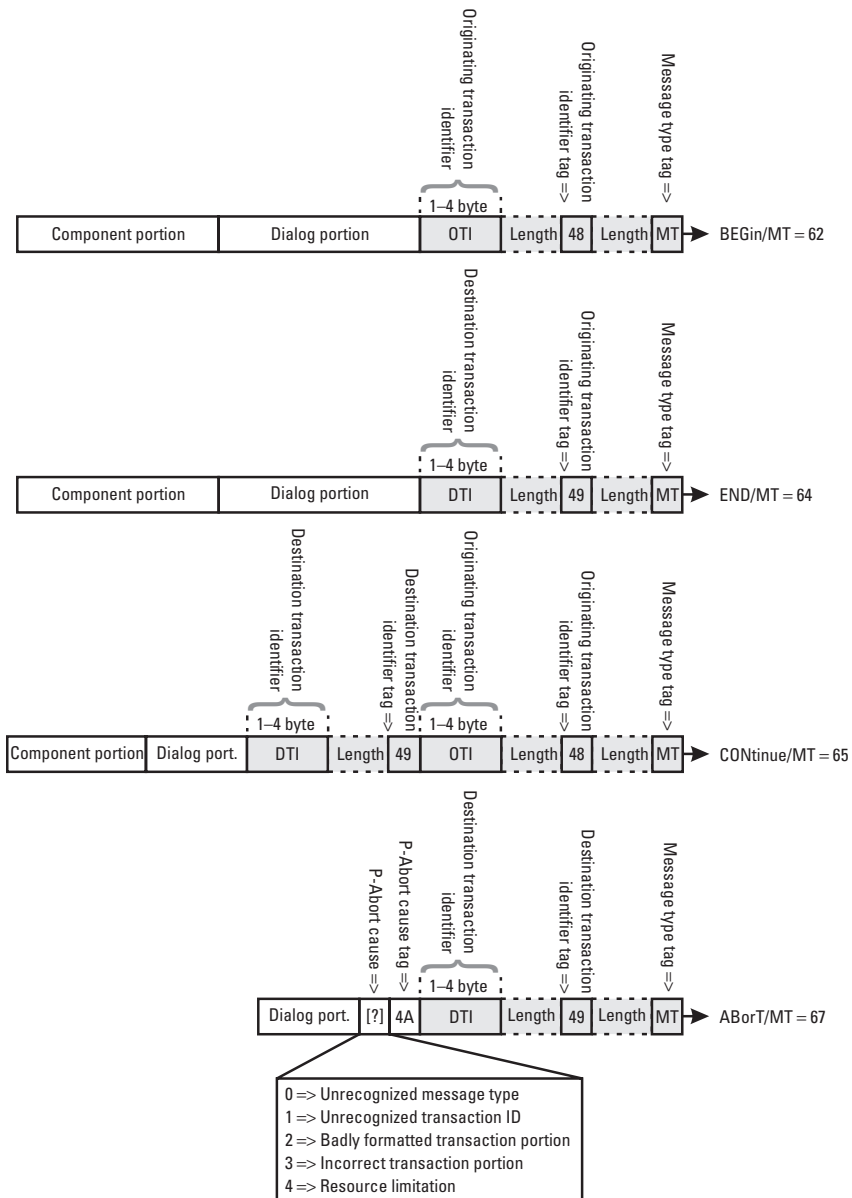 Originating transaction
identifier
Originating transaction
identifier tag =>
Message type tag =>
1–4 byte
Component portion Dialog portion OTI Length 48 Length MT BEGin/MT = 62
Destination transaction
identifier
Originating transaction
identifier tag =>
Message type tag =>
1–4 byte
Component portion Dialog portion DTI Length 49 Length MT END/MT = 64
Destination transaction
identifier
Destination transaction
identifier tag =>
Originating transaction
identifier
Originating transaction
identifier tag =>
Message type tag =>
1–4 byte 1–4 byte
Component portion Dialog port. DTI Length 49 OTI Length 48 Length MT CONtinue/MT = 65
P-Abort cause =>
P-Abort cause tag =>
Destination transaction
identifier
Destination transaction
identifier tag =>
Message type tag =>
1–4 byte
Dialog port. [?] 4A DTI Length 49 Length MT ABorT/MT = 67
0 => Unrecognized message type
1 => Unrecognized transaction ID
2 => Badly formatted transaction portion
3 => Incorrect transaction portion
4 => Resource limitation